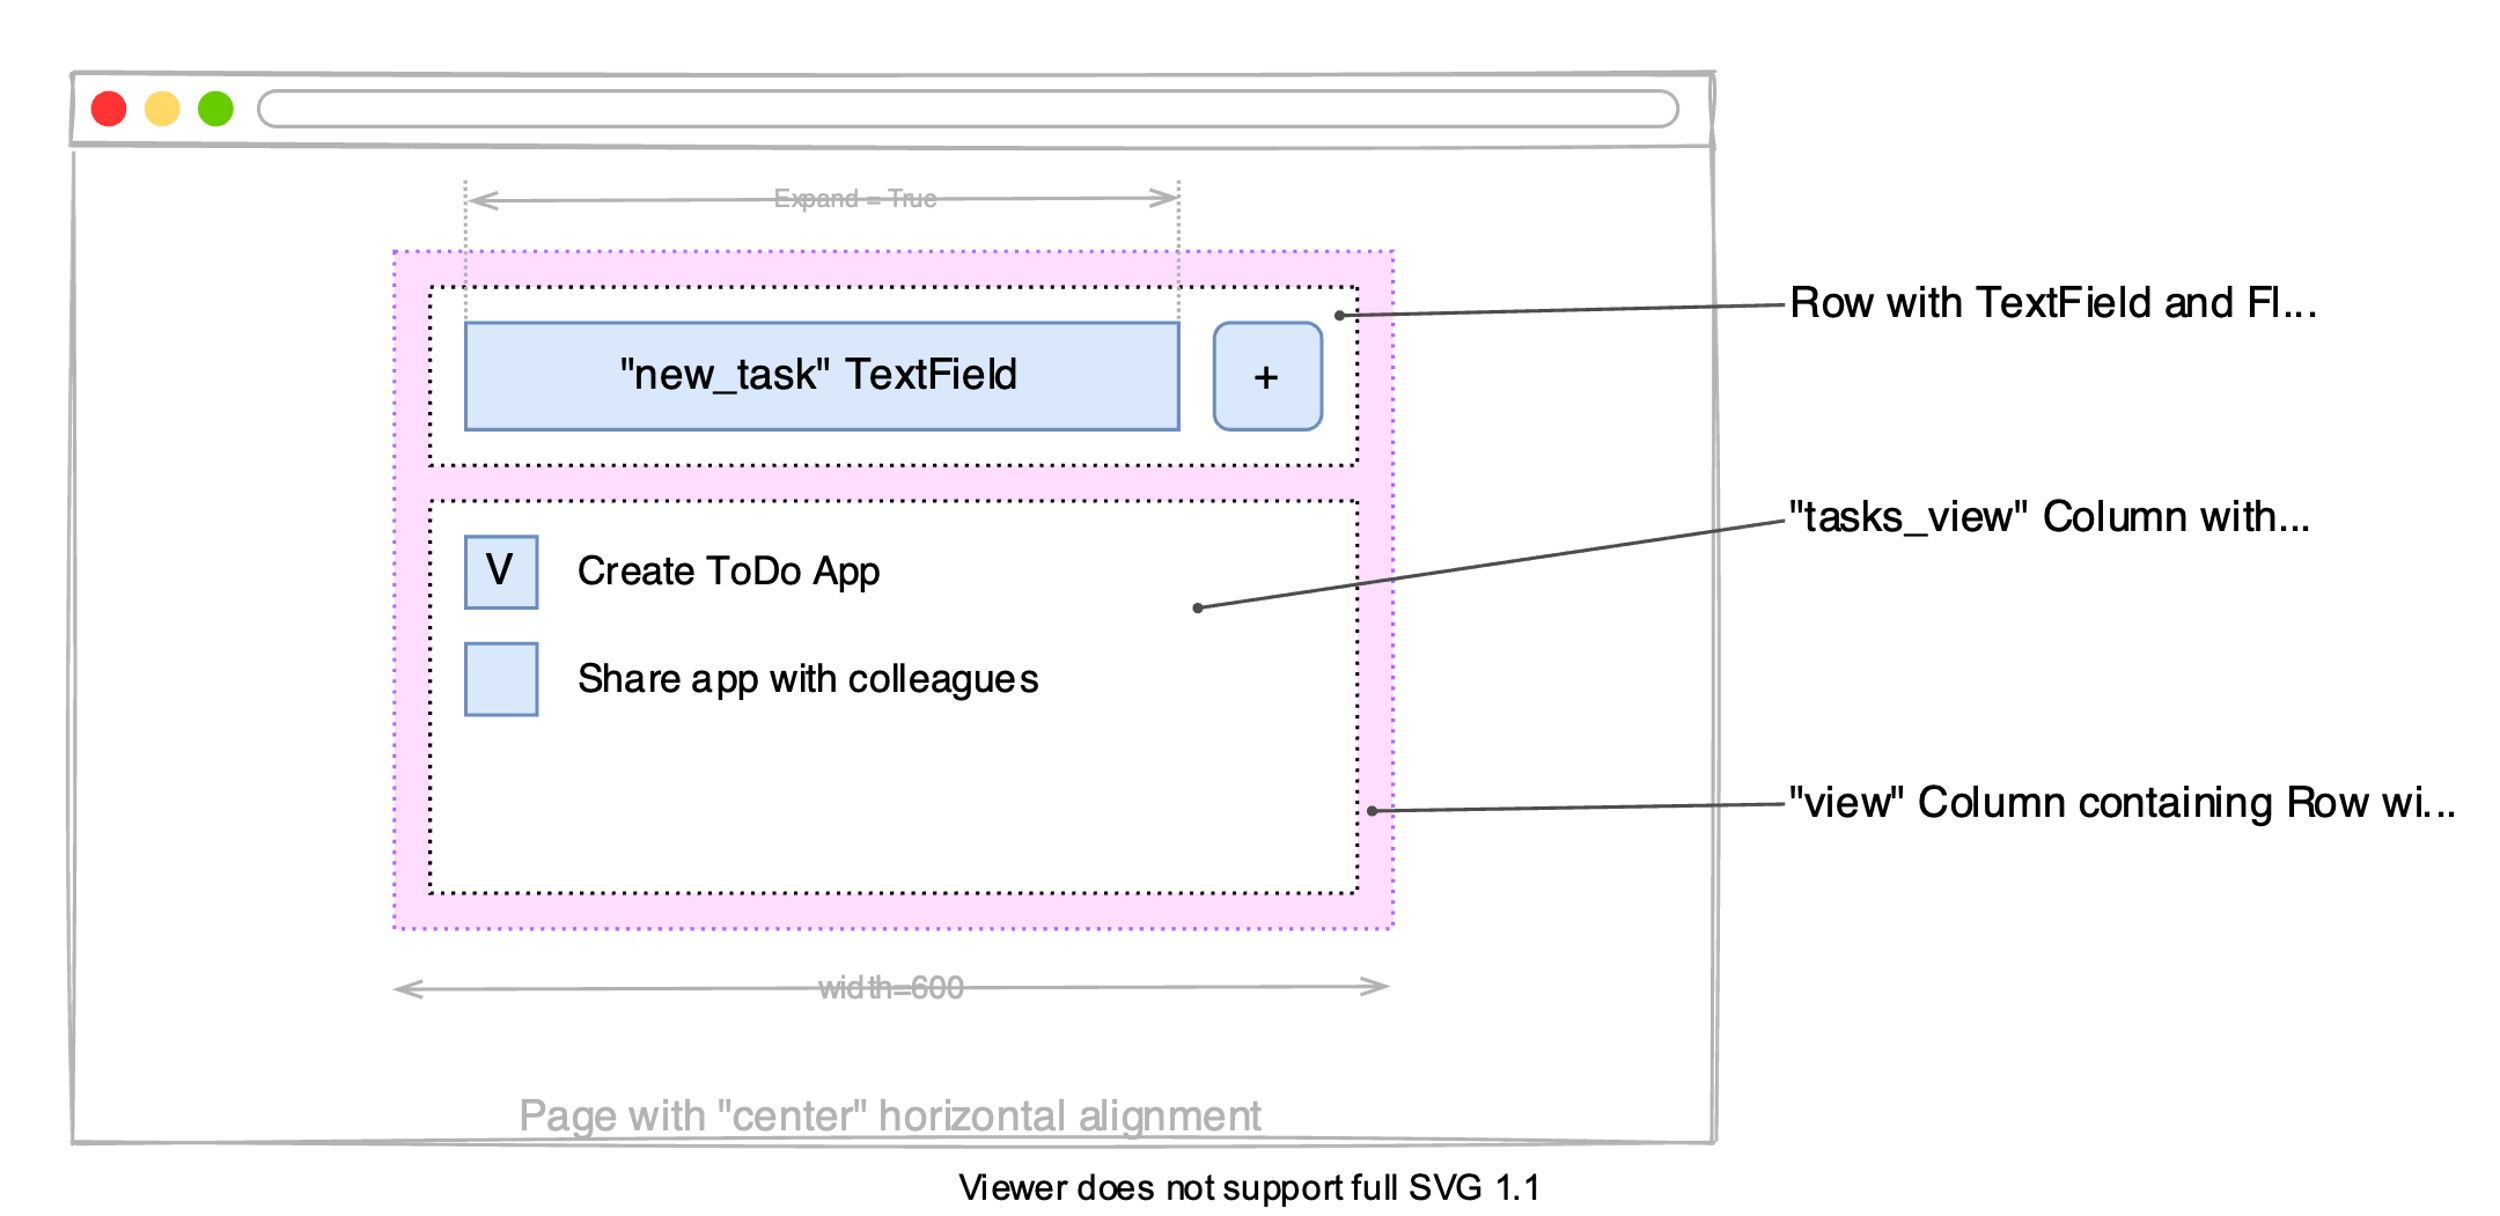 Expand = True
Row with TextField and Fl...
"new_task" TextField
+
"tasks_view" Column with...
V
Create ToDo App
Share app with colleagues
"view" Column containing Row wi...
width=600
Page with "center" horizontal alignment
Viewer does not support full SVG 1.1